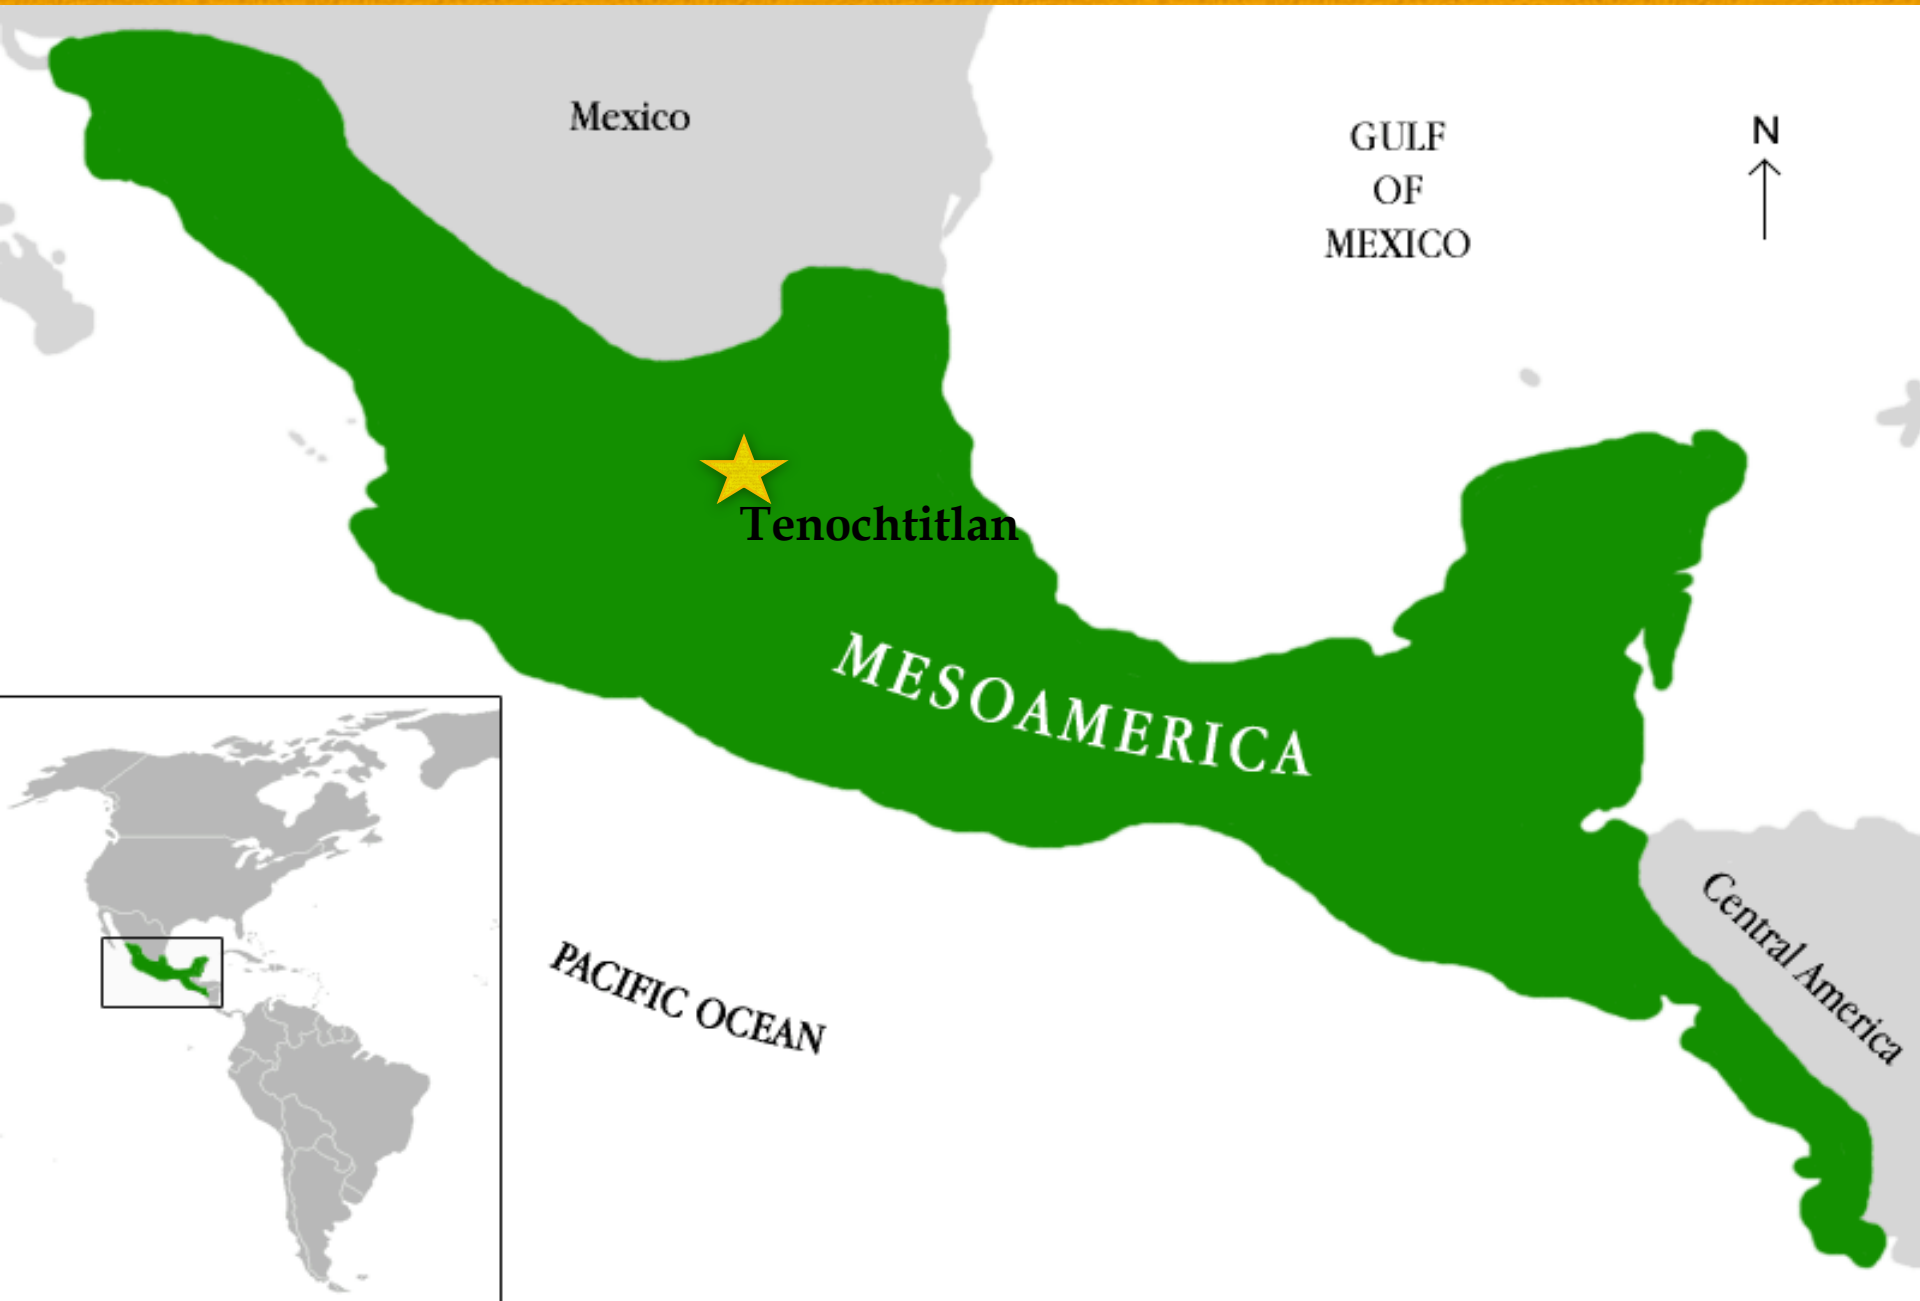 Mexico
GULF
OF
MEXICO
N
Tenochtitlan
MESOAMERICA
PACIFIC OCEAN
Central America